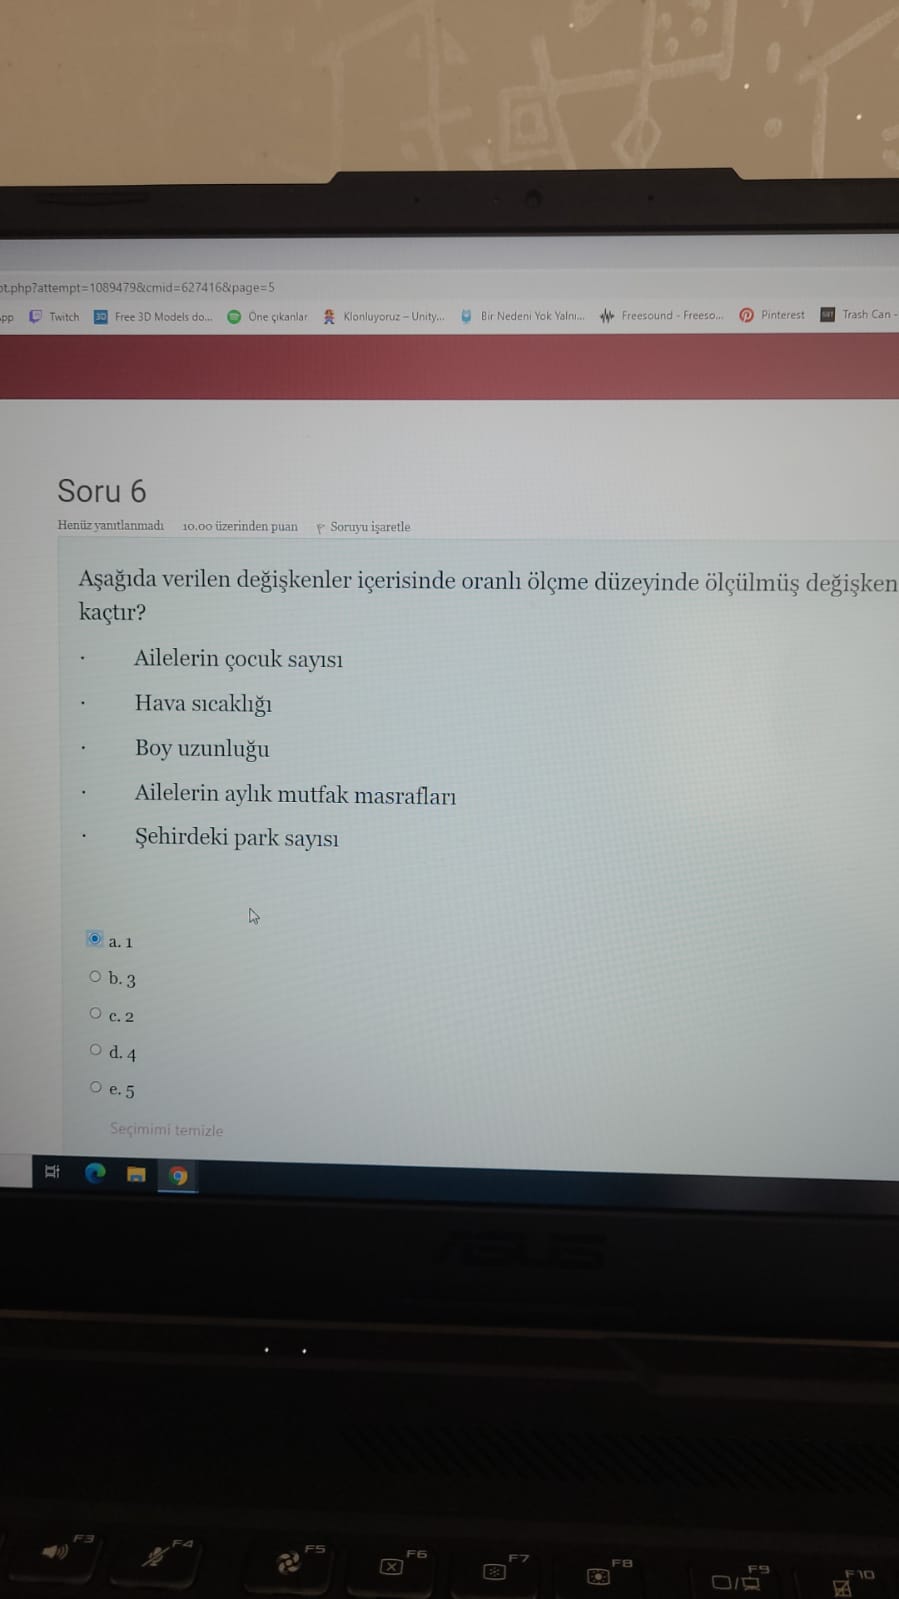 pt.php?attempt=1089479&cmid=627416&page=5
App Twitch 3D Free 3D Models do... Öne çıkanlar Klonluyoruz – Unity... Bir Nedeni Yok Yalnı... Freesound - Freeso... Pinterest Trash Can -
Soru 6
Henüz yanıtlanmadı 10.00 üzerinden puan Soruyu işaretle
Aşağıda verilen değişkenler içerisinde oranlı ölçme düzeyinde ölçülmüş değişken
kaçtır?
· Ailelerin çocuk sayısı
· Hava sıcaklığı
· Boy uzunluğu
· Ailelerin aylık mutfak masrafları
· Şehirdeki park sayısı
a. 1
b. 3
c. 2
d. 4
e. 5
Seçimimi temizle
ASUS
F3 F4 F5 F6 F7 F8 F9 F10